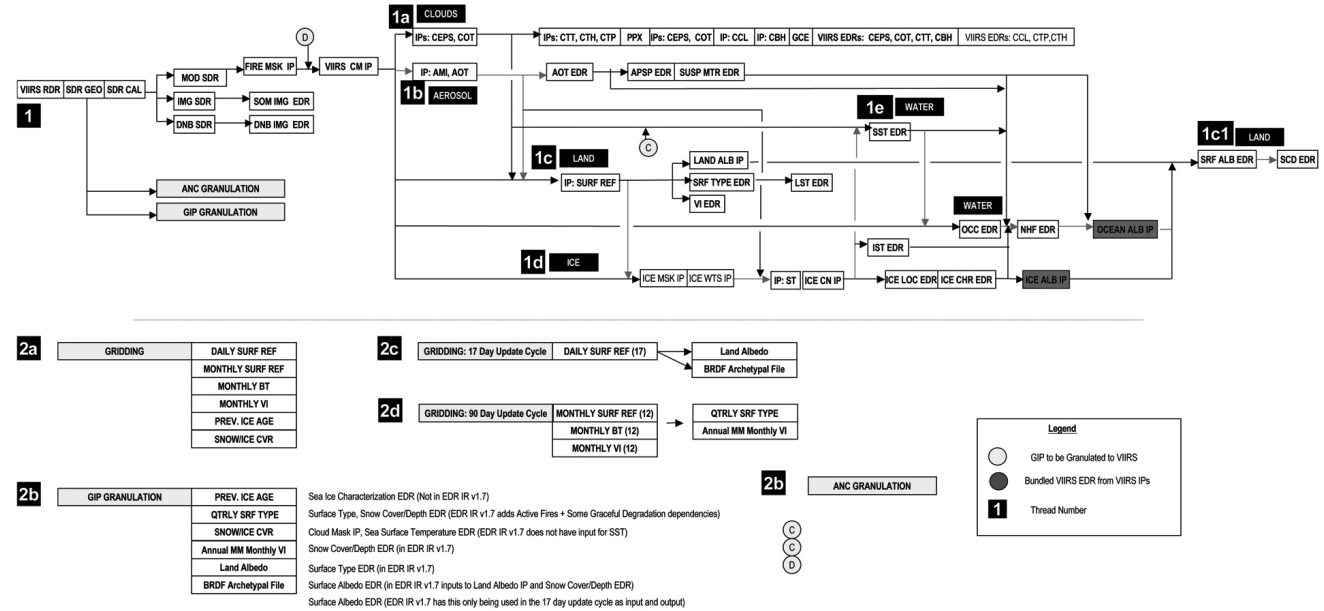 1a CLOUDS
D
IPs: CEPS, COT
IPs: CTT, CTH, CTP PPX IPs: CEPS, COT IP: CCL IP: CBH GCE VIIRS EDRs: CEPS, COT, CTT, CBH VIIRS EDRs: CCL, CTP,CTH
FIRE MSK IP VIIRS CM IP
MOD SDR
IP: AMI, AOT AOT EDR APSP EDR SUSP MTR EDR
VIIRS RDR SDR GEO SDR CAL
1b AEROSOL
IMG SDR SOM IMG EDR
1
1e WATER
DNB SDR DNB IMG EDR
SST EDR
1c1 LAND
C
1c LAND
LAND ALB IP
SRF ALB EDR SCD EDR
ANC GRANULATION
IP: SURF REF SRF TYPE EDR LST EDR
GIP GRANULATION
VI EDR
WATER
OCC EDR NHF EDR OCEAN ALB IP
IST EDR
1d ICE
ICE MSK IP ICE WTS IP IP: ST ICE CN IP ICE LOC EDR ICE CHR EDR ICE ALB IP
2a GRIDDING DAILY SURF REF
MONTHLY SURF REF
MONTHLY BT
MONTHLY VI
PREV. ICE AGE
SNOW/ICE CVR
2c GRIDDING: 17 Day Update Cycle DAILY SURF REF (17) Land Albedo
BRDF Archetypal File
2d GRIDDING: 90 Day Update Cycle MONTHLY SURF REF (12) QTRLY SRF TYPE
MONTHLY BT (12) Annual MM Monthly VI
MONTHLY VI (12)
Legend
GIP to be Granulated to VIIRS
Bundled VIIRS EDR from VIIRS IPs
1 Thread Number
2b GIP GRANULATION PREV. ICE AGE Sea Ice Characterization EDR (Not in EDR IR v1.7)
QTRLY SRF TYPE Surface Type, Snow Cover/Depth EDR (EDR IR v1.7 adds Active Fires + Some Graceful Degradation dependencies)
SNOW/ICE CVR Cloud Mask IP, Sea Surface Temperature EDR (EDR IR v1.7 does not have input for SST)
Annual MM Monthly VI Snow Cover/Depth EDR (in EDR IR v1.7)
Land Albedo Surface Type EDR (in EDR IR v1.7)
BRDF Archetypal File Surface Albedo EDR (in EDR IR v1.7 inputs to Land Albedo IP and Snow Cover/Depth EDR)
Surface Albedo EDR (EDR IR v1.7 has this only being used in the 17 day update cycle as input and output)
2b ANC GRANULATION
C
C
D